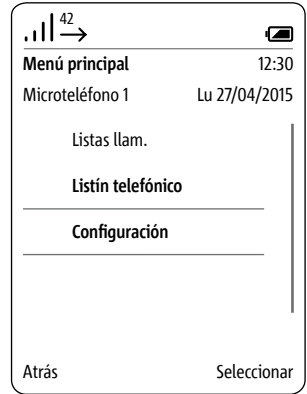 42
Menú principal 12:30
Microteléfono 1 Lu 27/04/2015
Listas llam.
Listín telefónico
Configuración
Atrás Seleccionar